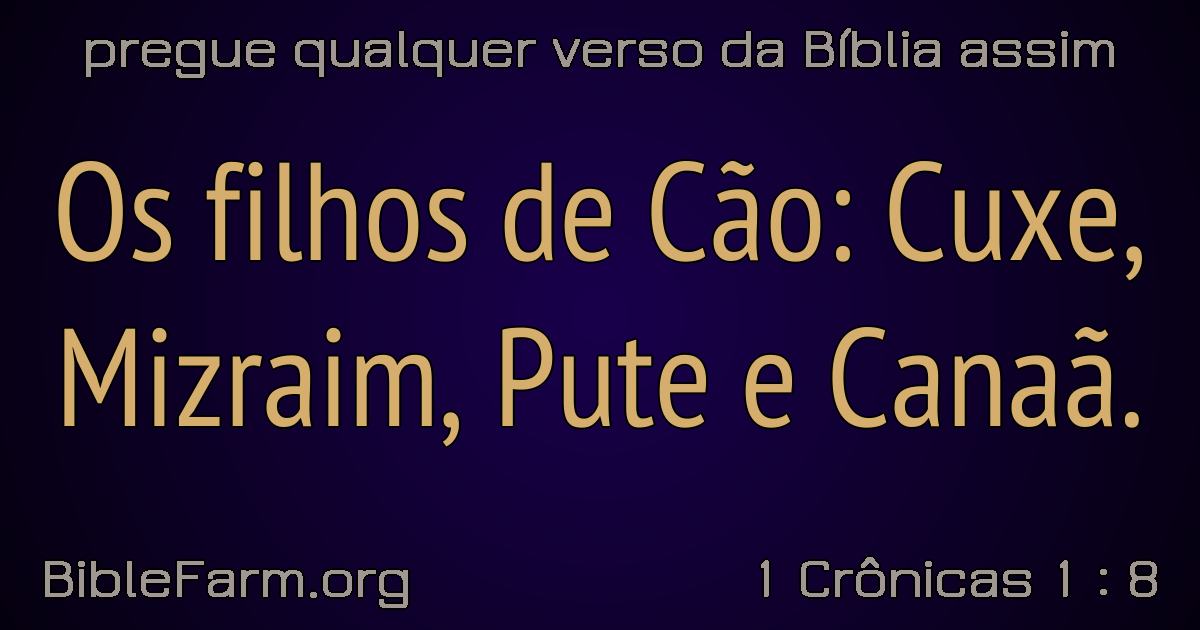 pregue qualquer verso da Bíblia assim
Os filhos de Cão: Cuxe,
Mizraim, Pute e Canaã.
BibleFarm.org
1 Crônicas 1 : 8